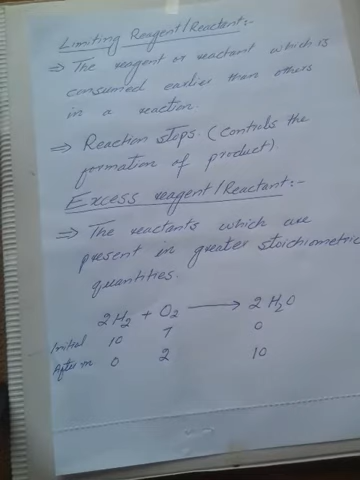 Limiting Reagent/Reactant:-
⇒ The reagent or reactant which is
consumed earlier than others
in a reaction.
⇒ Reaction stops. (Controls the
formation of product).
Excess reagent/Reactant:-
⇒ The reactants which are
present in greater stoichiometric
quantities.
2H₂ + O₂ → 2H₂O
Initial 10 7 0
After rxn 0 2 10